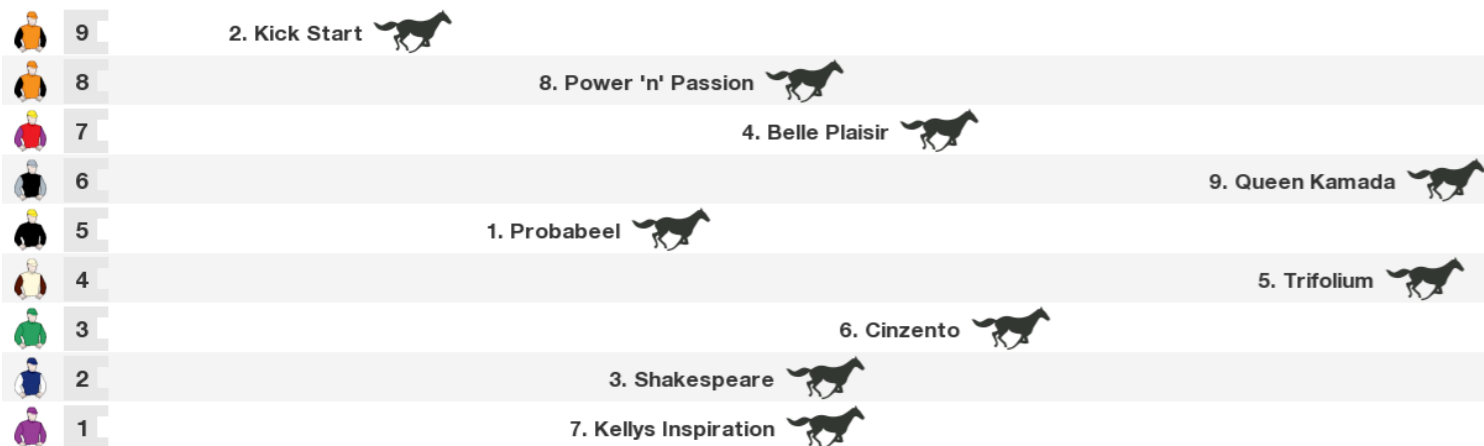 9 2. Kick Start
8 8. Power 'n' Passion
7 4. Belle Plaisir
6 9. Queen Kamada
5 1. Probabeel
4 5. Trifolium
3 6. Cinzento
2 3. Shakespeare
1 7. Kellys Inspiration